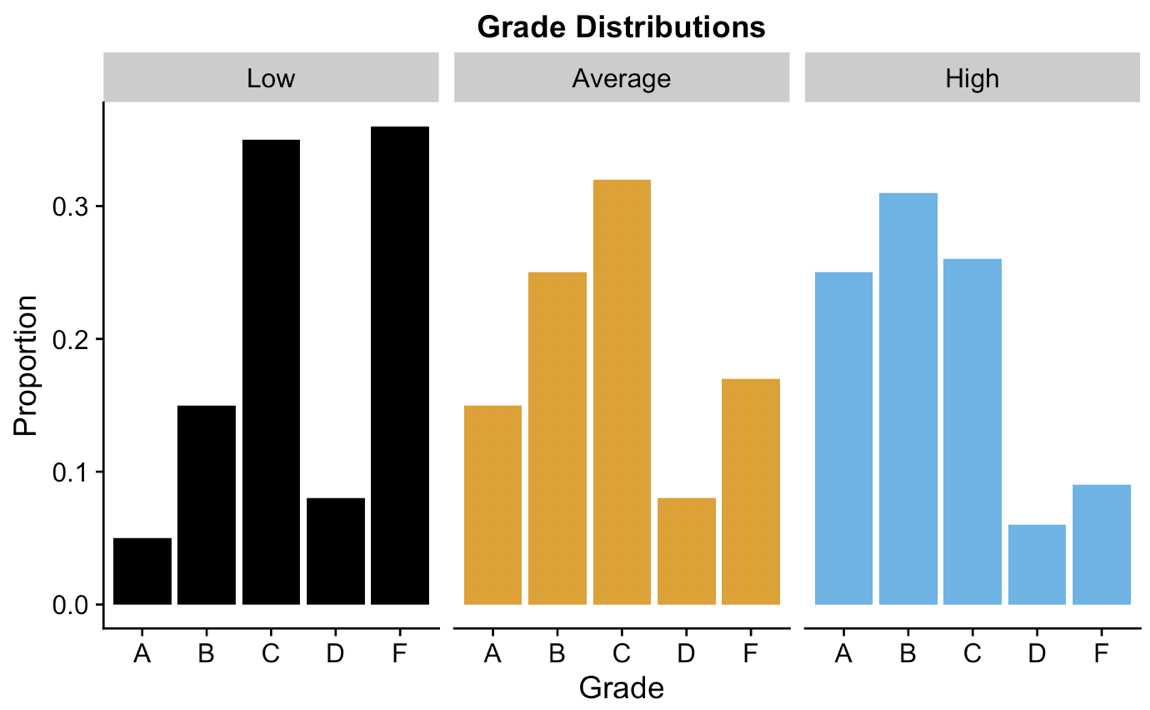 Grade Distributions
Low Average High
Proportion
0.3
0.2
0.1
0.0
A B C D F A B C D F A B C D F
Grade